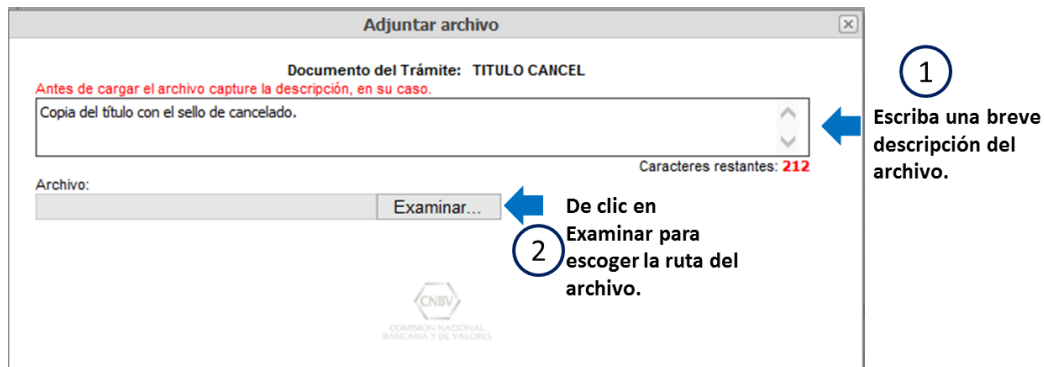 Adjuntar archivo
Documento del Trámite: TITULO CANCEL
Antes de cargar el archivo capture la descripción, en su caso.
Copia del título con el sello de cancelado.
Caracteres restantes: 212
1
Escriba una breve
descripción del
archivo.
Archivo:
Examinar...
2
De clic en
Examinar para
escoger la ruta del
archivo.
CNBV
COMISIÓN NACIONAL
BANCARIA Y DE VALORES